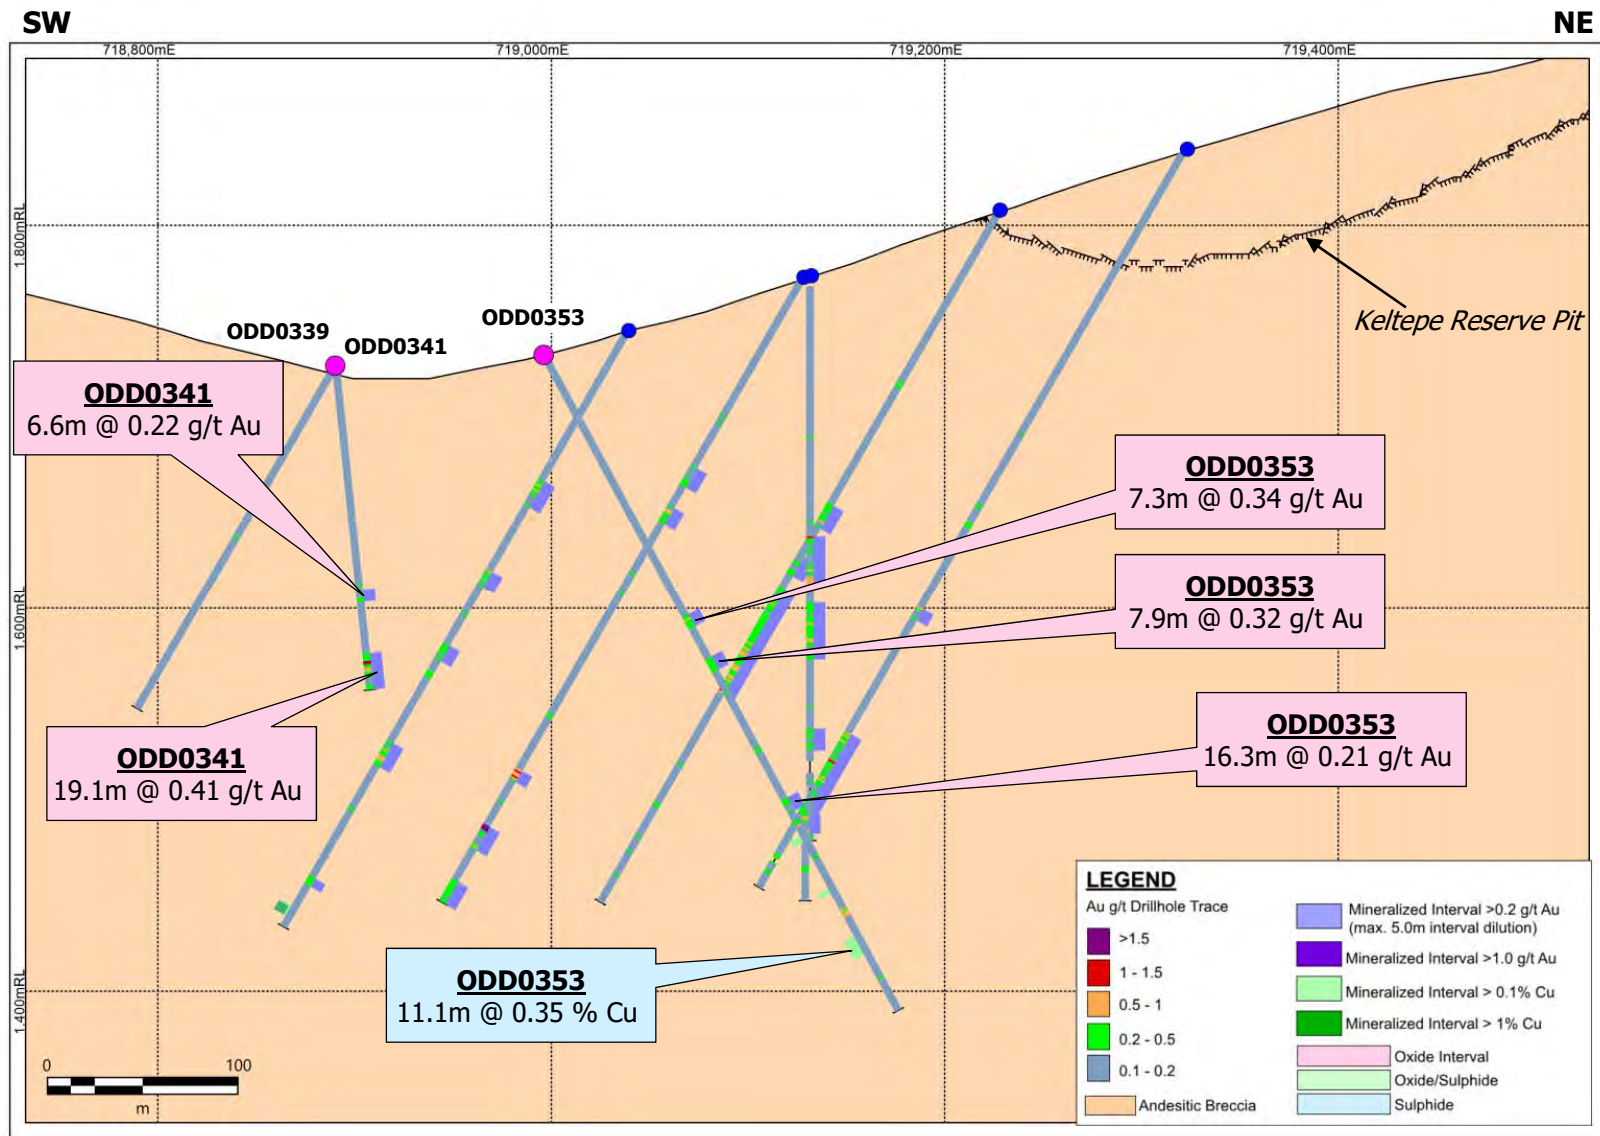 SW
NE
718,800mE
719,000mE
719,200mE
719,400mE
1.800mRL
1.600mRL
1.400mRL
ODD0339
ODD0341
ODD0353
Keltepe Reserve Pit
ODD0341
6.6m @ 0.22 g/t Au
ODD0353
7.3m @ 0.34 g/t Au
ODD0353
7.9m @ 0.32 g/t Au
ODD0353
16.3m @ 0.21 g/t Au
ODD0341
19.1m @ 0.41 g/t Au
ODD0353
11.1m @ 0.35 % Cu
0
100
m
LEGEND
Au g/t Drillhole Trace
>1.5
1 - 1.5
0.5 - 1
0.2 - 0.5
0.1 - 0.2
Andesitic Breccia
Mineralized Interval >0.2 g/t Au
(max. 5.0m interval dilution)
Mineralized Interval >1.0 g/t Au
Mineralized Interval > 0.1% Cu
Mineralized Interval > 1% Cu
Oxide Interval
Oxide/Sulphide
Sulphide